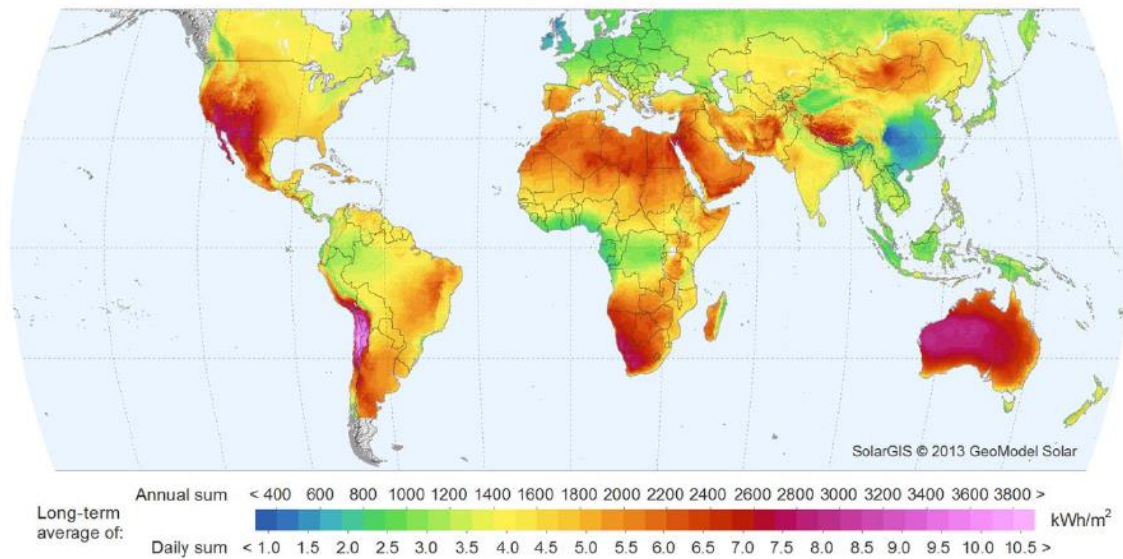 SolarGIS © 2013 GeoModel Solar
Annual sum < 400 600 800 1000 1200 1400 1600 1800 2000 2200 2400 2600 2800 3000 3200 3400 3600 3800 >
Long-term average of:
kWh/m²
Daily sum < 1.0 1.5 2.0 2.5 3.0 3.5 4.0 4.5 5.0 5.5 6.0 6.5 7.0 7.5 8.0 8.5 9.0 9.5 10.0 10.5 >